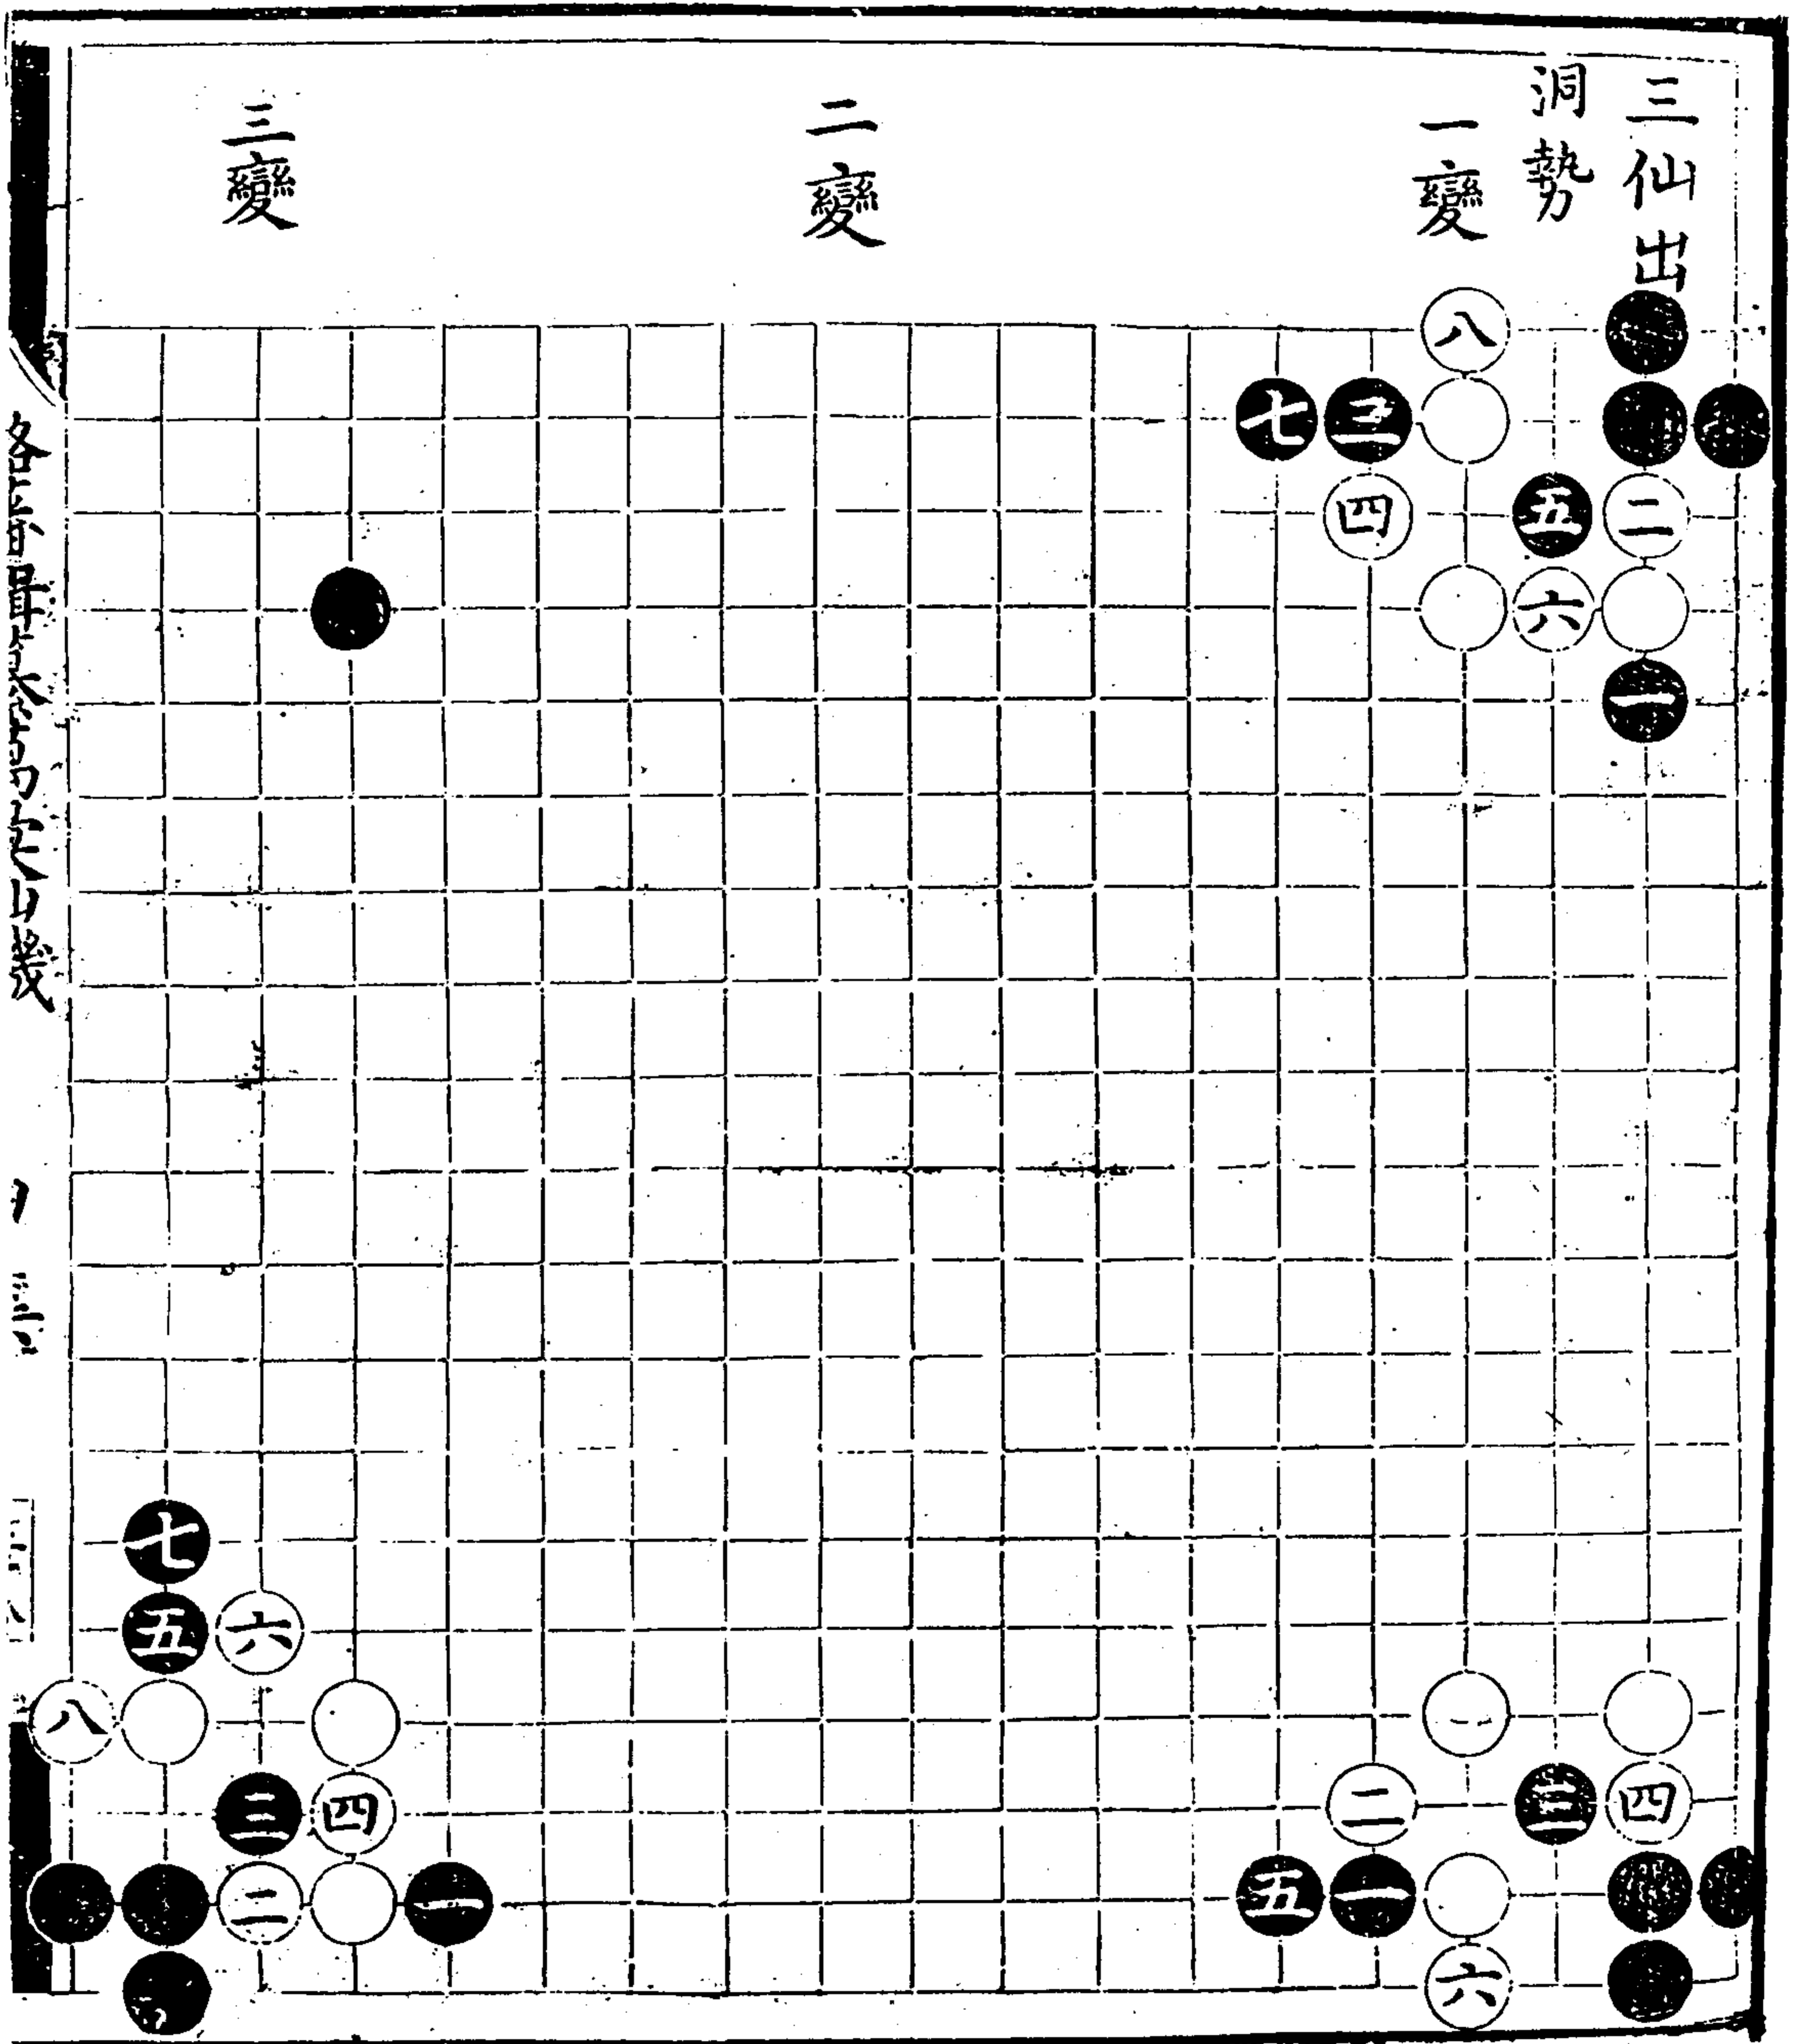 三仙出
洞勢
一變
二變
三變
八
七 三
四 五 二
六
一
七
五 六
八
三 四 二 三 四
二 一 五 一
六